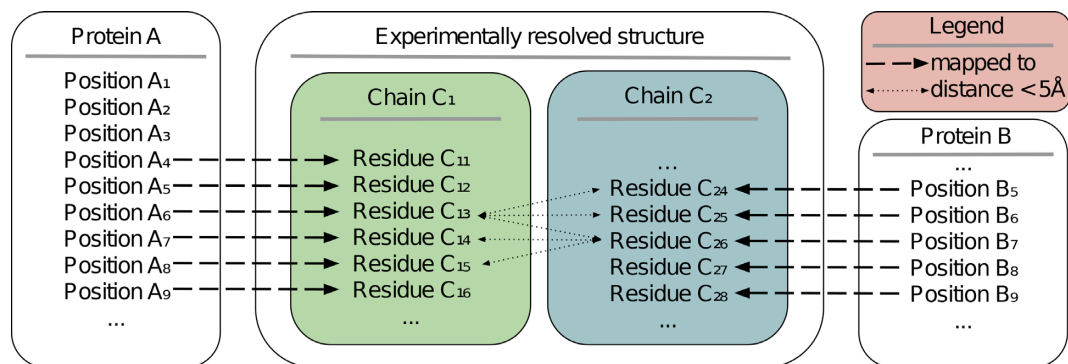 Protein A
Position A₁
Position A₂
Position A₃
Position A₄
Position A₅
Position A₆
Position A₇
Position A₈
Position A₉
...
Experimentally resolved structure
Chain C₁
Residue C₁₁
Residue C₁₂
Residue C₁₃
Residue C₁₄
Residue C₁₅
Residue C₁₆
...
Chain C₂
...
Residue C₂₄
Residue C₂₅
Residue C₂₆
Residue C₂₇
Residue C₂₈
...
Legend
mapped to
distance <5Å
Protein B
...
Position B₅
Position B₆
Position B₇
Position B₈
Position B₉
...